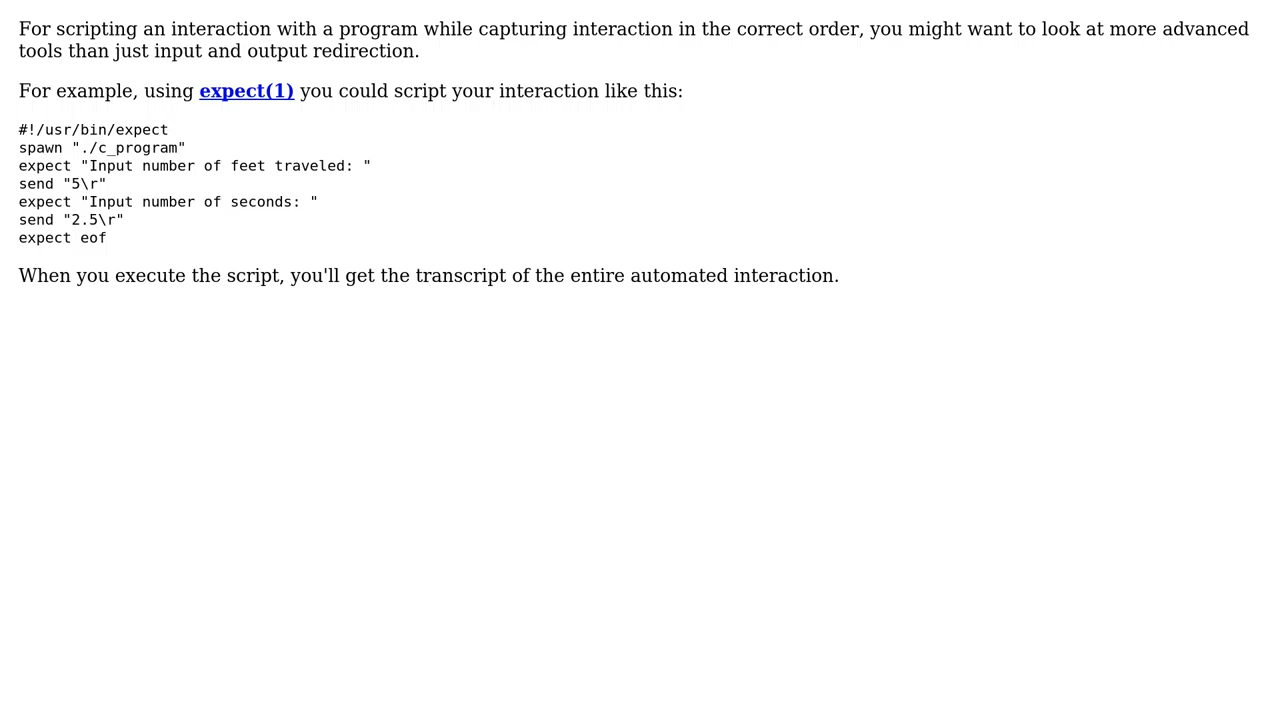 For scripting an interaction with a program while capturing interaction in the correct order, you might want to look at more advanced
tools than just input and output redirection.
For example, using expect(1) you could script your interaction like this:
#!/usr/bin/expect
spawn "./c_program"
expect "Input number of feet traveled: "
send "5\r"
expect "Input number of seconds: "
send "2.5\r"
expect eof
When you execute the script, you'll get the transcript of the entire automated interaction.